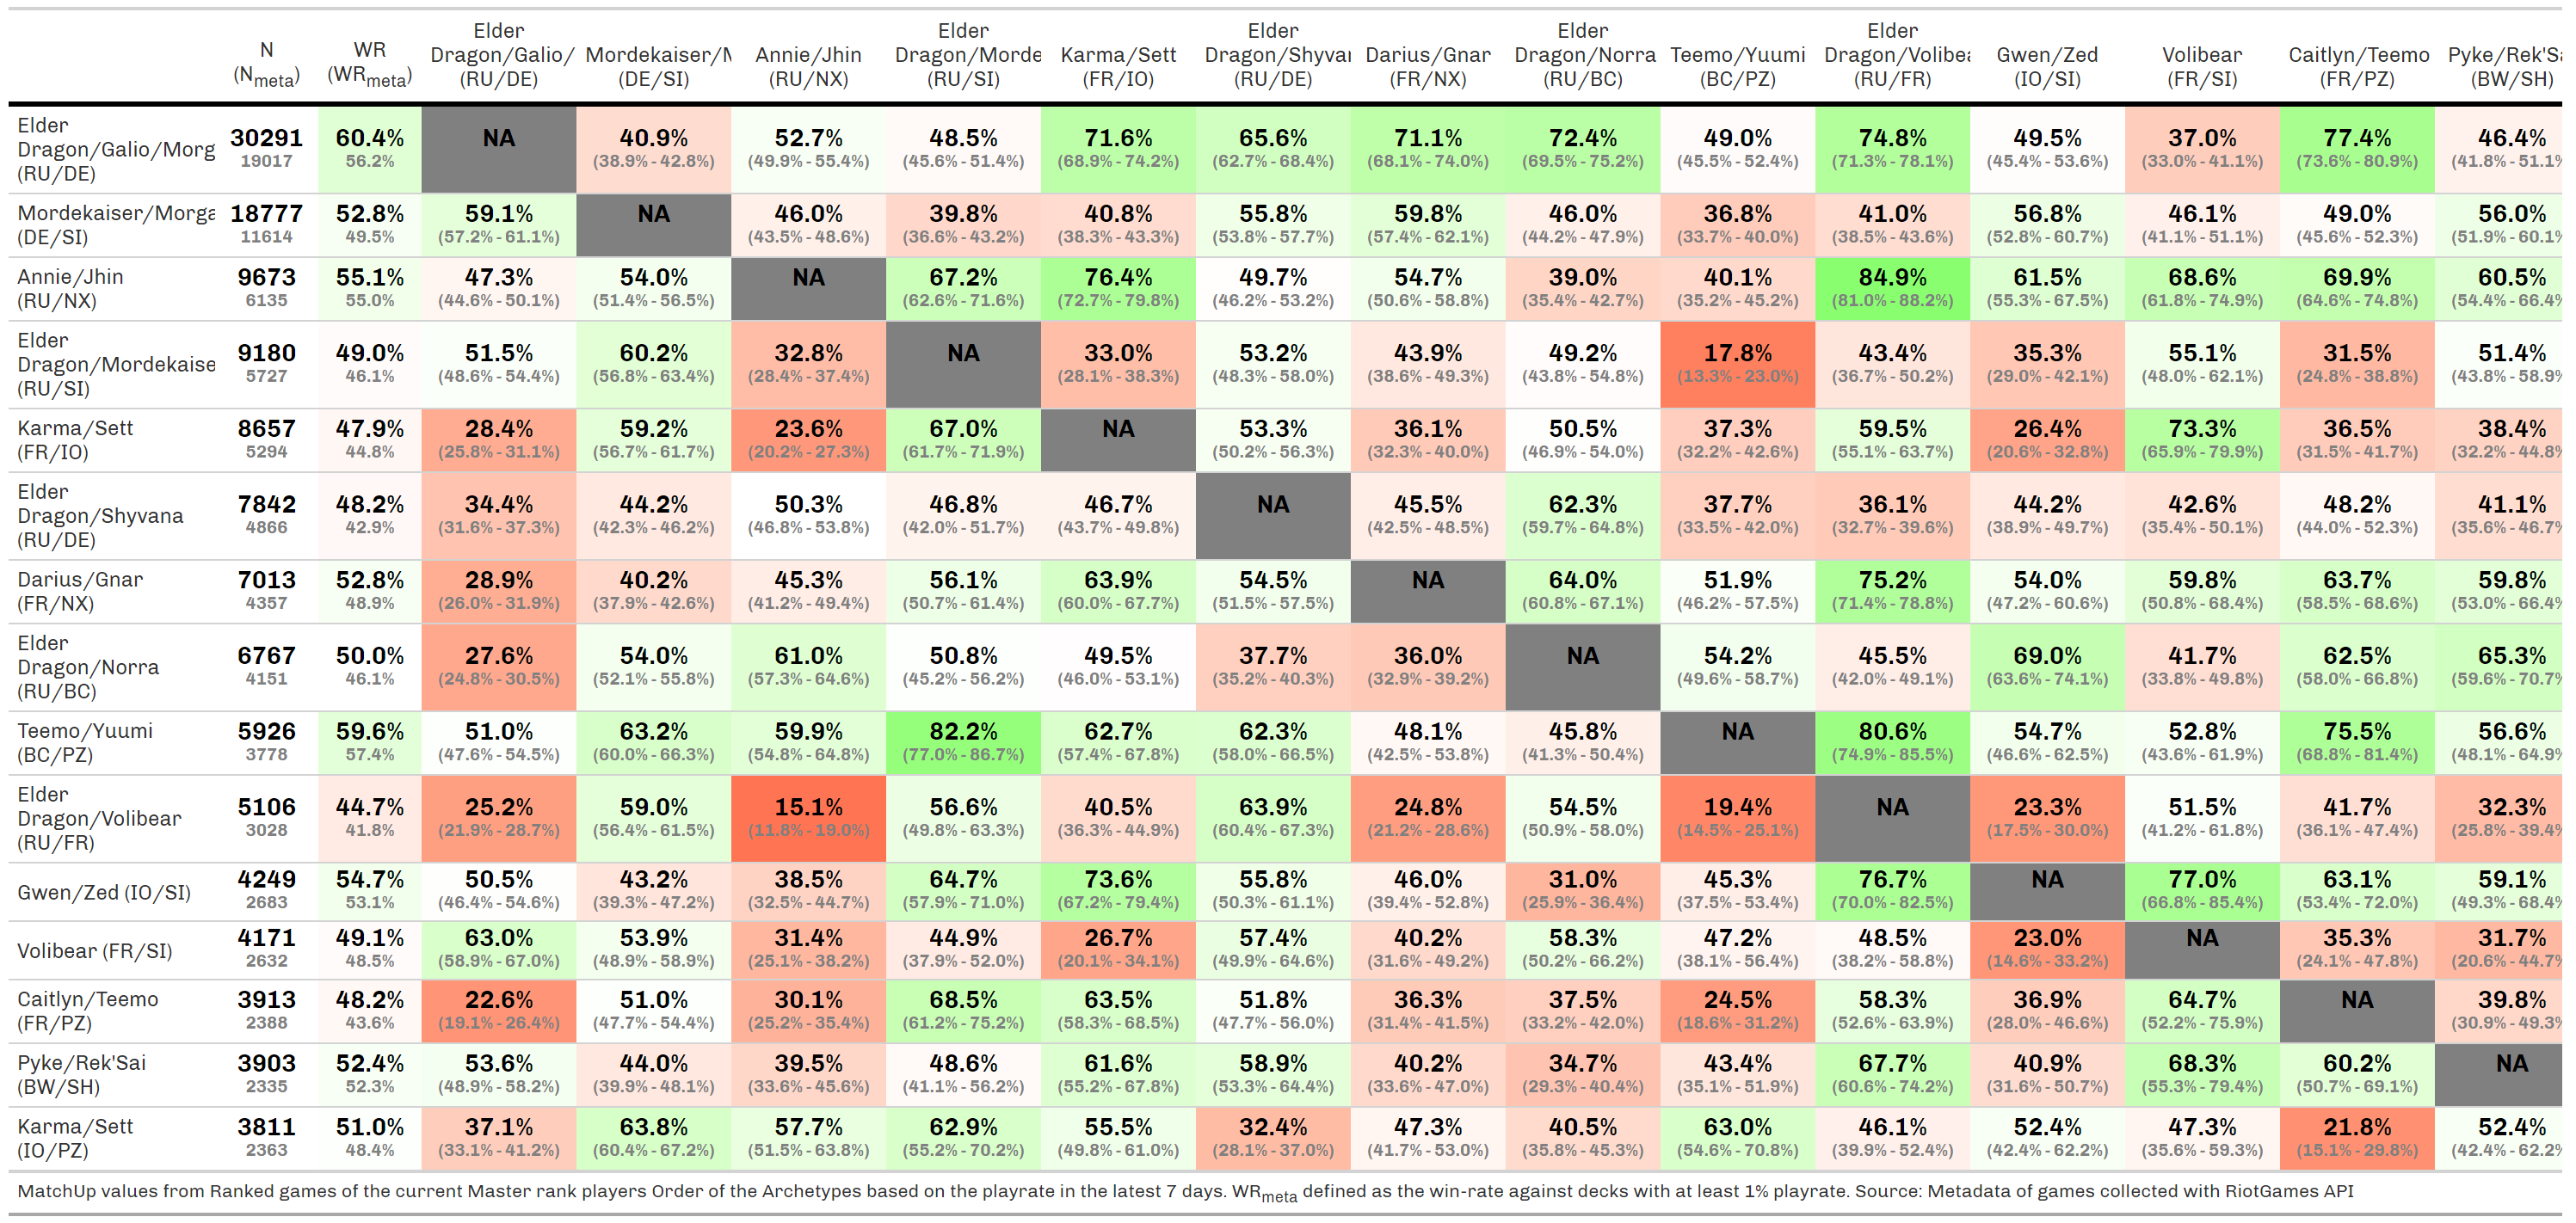 N (Nmeta) WR (WRmeta) Elder Dragon/Galio/ (RU/DE) Mordekaiser/M (DE/SI) Annie/Jhin (RU/NX) Elder Dragon/Morde (RU/SI) Karma/Sett (FR/IO) Elder Dragon/Shyvar (RU/DE) Darius/Gnar (FR/NX) Elder Dragon/Norra (RU/BC) Teemo/Yuumi (BC/PZ) Elder Dragon/Volibea (RU/FR) Gwen/Zed (IO/SI) Volibear (FR/SI) Caitlyn/Teemo (FR/PZ) Pyke/Rek'Sa (BW/SH)
Elder Dragon/Galio/Morg (RU/DE)
30291 60.4% NA 40.9% 52.7% 48.5% 71.6% 65.6% 71.1% 72.4% 49.0% 74.8% 49.5% 37.0% 77.4% 46.4%
19017 56.2% (38.9% - 42.8%) (49.9% - 55.4%) (45.6% - 51.4%) (68.9% - 74.2%) (62.7% - 68.4%) (68.1% - 74.0%) (69.5% - 75.2%) (45.5% - 52.4%) (71.3% - 78.1%) (45.4% - 53.6%) (33.0% - 41.1%) (73.6% - 80.9%) (41.8% - 51.1%
Mordekaiser/Morga (DE/SI)
18777 52.8% 59.1% NA 46.0% 39.8% 40.8% 55.8% 59.8% 46.0% 36.8% 41.0% 56.8% 46.1% 49.0% 56.0%
11614 49.5% (57.2% - 61.1%) (43.5% - 48.6%) (36.6% - 43.2%) (38.3% - 43.3%) (53.8% - 57.7%) (57.4% - 62.1%) (44.2% - 47.9%) (33.7% - 40.0%) (38.5% - 43.6%) (52.8% - 60.7%) (41.1% - 51.1%) (45.6% - 52.3%) (51.9% - 60.1%
Annie/Jhin (RU/NX)
9673 55.1% 47.3% 54.0% NA 67.2% 76.4% 49.7% 54.7% 39.0% 40.1% 84.9% 61.5% 68.6% 69.9% 60.5%
6135 55.0% (44.6% - 50.1%) (51.4% - 56.5%) (62.6% - 71.6%) (72.7% - 79.8%) (46.2% - 53.2%) (50.6% - 58.8%) (35.4% - 42.7%) (35.2% - 45.2%) (81.0% - 88.2%) (55.3% - 67.5%) (61.8% - 74.9%) (64.6% - 74.8%) (54.4% - 66.4%
Elder Dragon/Mordekaise (RU/SI)
9180 49.0% 51.5% 60.2% 32.8% NA 33.0% 53.2% 43.9% 49.2% 17.8% 43.4% 35.3% 55.1% 31.5% 51.4%
5727 46.1% (48.6% - 54.4%) (56.8% - 63.4%) (28.4% - 37.4%) (28.1% - 38.3%) (48.3% - 58.0%) (38.6% - 49.3%) (43.8% - 54.8%) (13.3% - 23.0%) (36.7% - 50.2%) (29.0% - 42.1%) (48.0% - 62.1%) (24.8% - 38.8%) (43.8% - 58.9%
Karma/Sett (FR/IO)
8657 47.9% 28.4% 59.2% 23.6% 67.0% NA 53.3% 36.1% 50.5% 37.3% 59.5% 26.4% 73.3% 36.5% 38.4%
5294 44.8% (25.8% - 31.1%) (56.7% - 61.7%) (20.2% - 27.3%) (61.7% - 71.9%) (50.2% - 56.3%) (32.3% - 40.0%) (46.9% - 54.0%) (32.2% - 42.6%) (55.1% - 63.7%) (20.6% - 32.8%) (65.9% - 79.9%) (31.5% - 41.7%) (32.2% - 44.8%
Elder Dragon/Shyvana (RU/DE)
7842 48.2% 34.4% 44.2% 50.3% 46.8% 46.7% NA 45.5% 62.3% 37.7% 36.1% 44.2% 42.6% 48.2% 41.1%
4866 42.9% (31.6% - 37.3%) (42.3% - 46.2%) (46.8% - 53.8%) (42.0% - 51.7%) (43.7% - 49.8%) (42.5% - 48.5%) (59.7% - 64.8%) (33.5% - 42.0%) (32.7% - 39.6%) (38.9% - 49.7%) (35.4% - 50.1%) (44.0% - 52.3%) (35.6% - 46.7%
Darius/Gnar (FR/NX)
7013 52.8% 28.9% 40.2% 45.3% 56.1% 63.9% 54.5% NA 64.0% 51.9% 75.2% 54.0% 59.8% 63.7% 59.8%
4357 48.9% (26.0% - 31.9%) (37.9% - 42.6%) (41.2% - 49.4%) (50.7% - 61.4%) (60.0% - 67.7%) (51.5% - 57.5%) (60.8% - 67.1%) (46.2% - 57.5%) (71.4% - 78.8%) (47.2% - 60.6%) (50.8% - 68.4%) (58.5% - 68.6%) (53.0% - 66.4%
Elder Dragon/Norra (RU/BC)
6767 50.0% 27.6% 54.0% 61.0% 50.8% 49.5% 37.7% 36.0% NA 54.2% 45.5% 69.0% 41.7% 62.5% 65.3%
4151 46.1% (24.8% - 30.5%) (52.1% - 55.8%) (57.3% - 64.6%) (45.2% - 56.2%) (46.0% - 53.1%) (35.2% - 40.3%) (32.9% - 39.2%) (49.6% - 58.7%) (42.0% - 49.1%) (63.6% - 74.1%) (33.8% - 49.8%) (58.0% - 66.8%) (59.6% - 70.7%
Teemo/Yuumi (BC/PZ)
5926 59.6% 51.0% 63.2% 59.9% 82.2% 62.7% 62.3% 48.1% 45.8% NA 80.6% 54.7% 52.8% 75.5% 56.6%
3778 57.4% (47.6% - 54.5%) (60.0% - 66.3%) (54.8% - 64.8%) (77.0% - 86.7%) (57.4% - 67.8%) (58.0% - 66.5%) (42.5% - 53.8%) (41.3% - 50.4%) (74.9% - 85.5%) (46.6% - 62.5%) (43.6% - 61.9%) (68.8% - 81.4%) (48.1% - 64.9%
Elder Dragon/Volibear (RU/FR)
5106 44.7% 25.2% 59.0% 15.1% 56.6% 40.5% 63.9% 24.8% 54.5% 19.4% NA 23.3% 51.5% 41.7% 32.3%
3028 41.8% (21.9% - 28.7%) (56.4% - 61.5%) (11.8% - 19.0%) (49.8% - 63.3%) (36.3% - 44.9%) (60.4% - 67.3%) (21.2% - 28.6%) (50.9% - 58.0%) (14.5% - 25.1%) (17.5% - 30.0%) (41.2% - 61.8%) (36.1% - 47.4%) (25.8% - 39.4%
Gwen/Zed (IO/SI)
4249 54.7% 50.5% 43.2% 38.5% 64.7% 73.6% 55.8% 46.0% 31.0% 45.3% 76.7% NA 77.0% 63.1% 59.1%
2683 53.1% (46.4% - 54.6%) (39.3% - 47.2%) (32.5% - 44.7%) (57.9% - 71.0%) (67.2% - 79.4%) (50.3% - 61.1%) (39.4% - 52.8%) (25.9% - 36.4%) (37.5% - 53.4%) (70.0% - 82.5%) (66.8% - 85.4%) (53.4% - 72.0%) (49.3% - 68.4%
Volibear (FR/SI)
4171 49.1% 63.0% 53.9% 31.4% 44.9% 26.7% 57.4% 40.2% 58.3% 47.2% 48.5% 23.0% NA 35.3% 31.7%
2632 48.5% (58.9% - 67.0%) (48.9% - 58.9%) (25.1% - 38.2%) (37.9% - 52.0%) (20.1% - 34.1%) (49.9% - 64.6%) (31.6% - 49.2%) (50.2% - 66.2%) (38.1% - 56.4%) (38.2% - 58.8%) (14.6% - 33.2%) (24.1% - 47.8%) (20.6% - 44.7%
Caitlyn/Teemo (FR/PZ)
3913 48.2% 22.6% 51.0% 30.1% 68.5% 63.5% 51.8% 36.3% 37.5% 24.5% 58.3% 36.9% 64.7% NA 39.8%
2388 43.6% (19.1% - 26.4%) (47.7% - 54.4%) (25.2% - 35.4%) (61.2% - 75.2%) (58.3% - 68.5%) (47.7% - 56.0%) (31.4% - 41.5%) (33.2% - 42.0%) (18.6% - 31.2%) (52.6% - 63.9%) (28.0% - 46.6%) (52.2% - 75.9%) (30.9% - 49.3%
Pyke/Rek'Sai (BW/SH)
3903 52.4% 53.6% 44.0% 39.5% 48.6% 61.6% 58.9% 40.2% 34.7% 43.4% 67.7% 40.9% 68.3% 60.2% NA
2335 52.3% (48.9% - 58.2%) (39.9% - 48.1%) (33.6% - 45.6%) (41.1% - 56.2%) (55.2% - 67.8%) (53.3% - 64.4%) (33.6% - 47.0%) (29.3% - 40.4%) (35.1% - 51.9%) (60.6% - 74.2%) (31.6% - 50.7%) (55.3% - 79.4%) (50.7% - 69.1%)
Karma/Sett (IO/PZ)
3811 51.0% 37.1% 63.8% 57.7% 62.9% 55.5% 32.4% 47.3% 40.5% 63.0% 46.1% 52.4% 47.3% 21.8% 52.4%
2363 48.4% (33.1% - 41.2%) (60.4% - 67.2%) (51.5% - 63.8%) (55.2% - 70.2%) (49.8% - 61.0%) (28.1% - 37.0%) (41.7% - 53.0%) (35.8% - 45.3%) (54.6% - 70.8%) (39.9% - 52.4%) (42.4% - 62.2%) (35.6% - 59.3%) (15.1% - 29.8%) (42.4% - 62.2%
MatchUp values from Ranked games of the current Master rank players Order of the Archetypes based on the playrate in the latest 7 days. WRmeta defined as the win-rate against decks with at least 1% playrate. Source: Metadata of games collected with RiotGames API